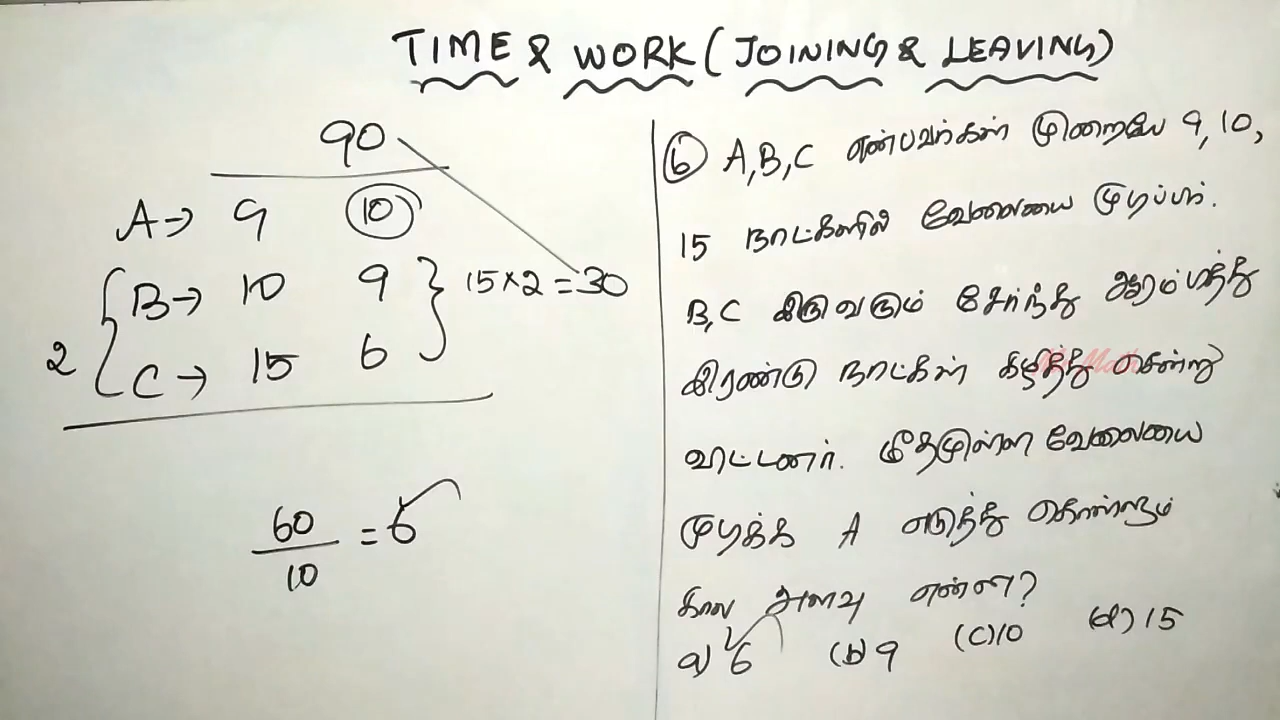 TIME & WORK (JOINING & LEAVING)
90
A → 9 10
B → 10 9 } 15×2 = 30
2 { C → 15 6
60
10 = 6
6 A, B, C என்பவர்கள் முறையே 9, 10,
15 நாட்களில் வேலையை முடிப்பர்.
B, C இருவரும் சேர்ந்து ஆரம்பத்து
இரண்டு நாட்கள் கழித்து சென்று
விட்டனர். மீதமுள்ள வேலையை
முடிக்க A எடுத்து கொள்ளும்
கால அளவு என்ன?
a) 6 (b) 9 (c) 10 (d) 15